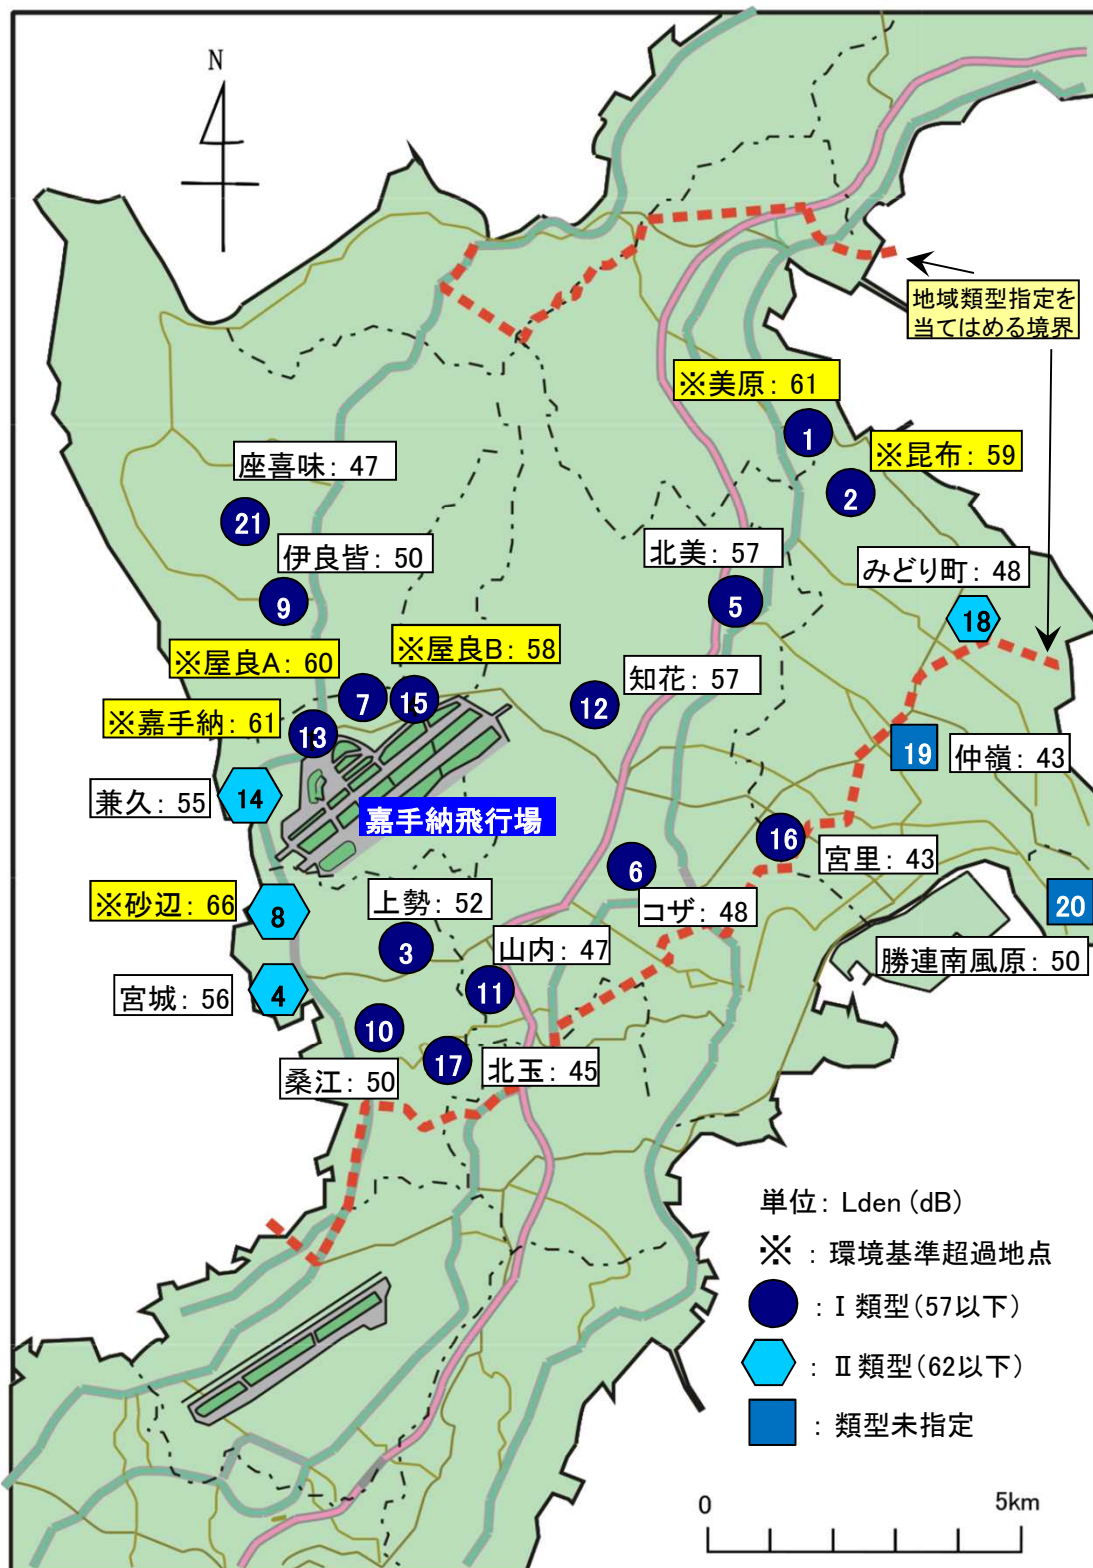 N
地域類型指定を
当てはめる境界
※美原：61
1
※昆布：59
2
座喜味：47
21
伊良皆：50
9
北美：57
5
みどり町：48
18
※屋良A：60
7
※屋良B：58
15
知花：57
12
※嘉手納：61
13
19
仲嶺：43
兼久：55
14
嘉手納飛行場
16
宮里：43
6
コザ：48
※砂辺：66
8
上勢：52
3
20
勝連南風原：50
山内：47
11
宮城：56
4
10
桑江：50
17
北玉：45
単位：Lden (dB)
※：環境基準超過地点
：Ⅰ類型(57以下)
：Ⅱ類型(62以下)
：類型未指定
0 5km